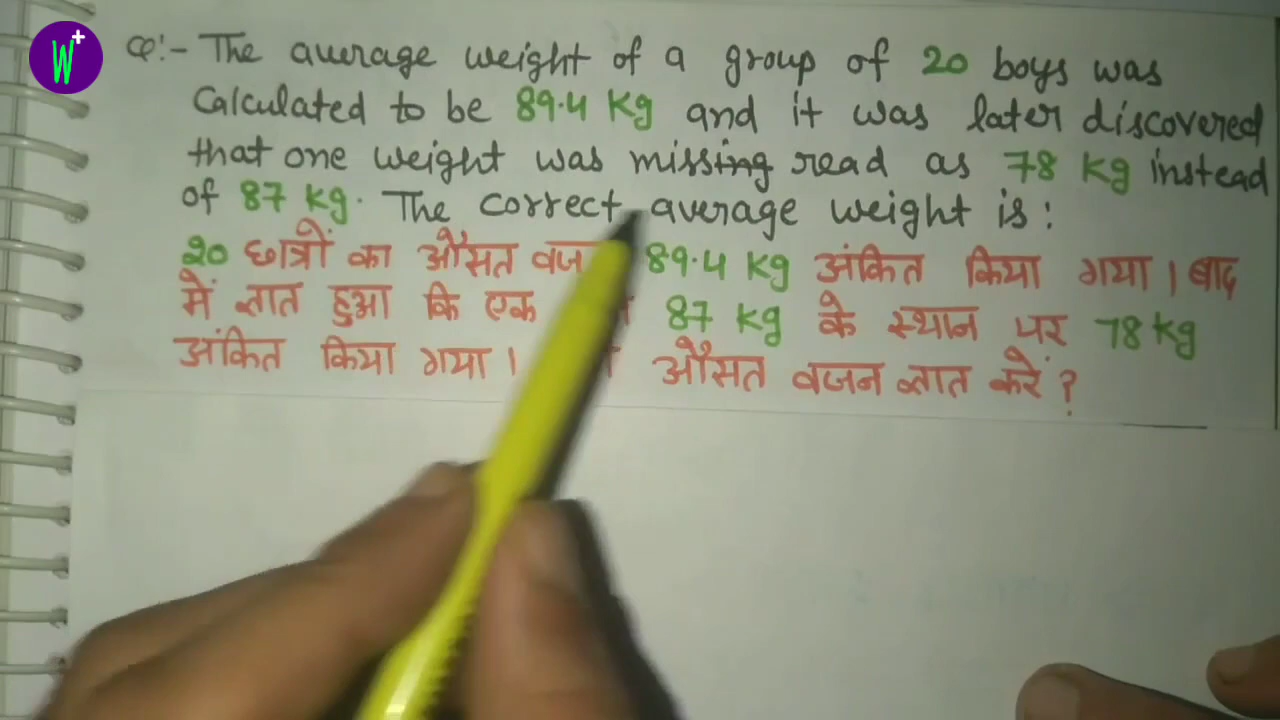 W+
Q:- The average weight of a group of 20 boys was
Calculated to be 89.4 Kg and it was later discovered
that one weight was missing read as 78 Kg instead
of 87 Kg. The correct average weight is:
20 छात्रों का औसत 89.4 Kg अंकित किया गया। बाद
में ज्ञात हुआ कि एक 87 Kg के स्थान पर 78 Kg
अंकित किया गया। औसत वजन ज्ञात करें ?